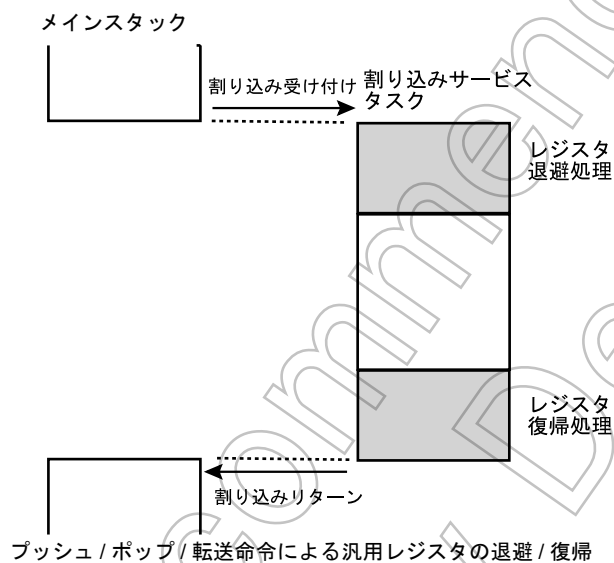 メインスタック
割り込み受け付け
割り込みサービス
タスク
レジスタ
退避処理
レジスタ
復帰処理
割り込みリターン
プッシュ / ポップ / 転送命令による汎用レジスタの退避 / 復帰